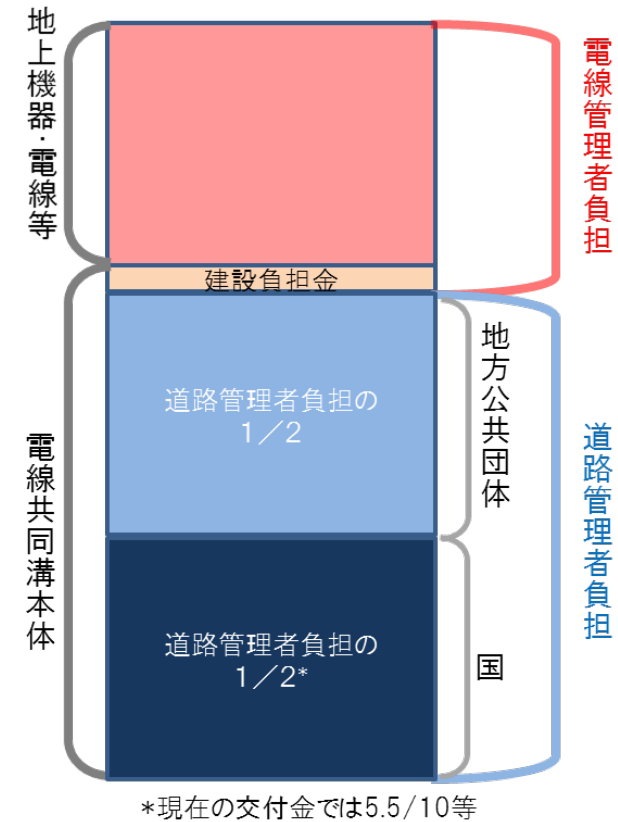 地上機器・電線等
電線管理者負担
建設負担金
電線共同溝本体
道路管理者負担の
1／2
地方公共団体
道路管理者負担
道路管理者負担の
1／2*
国
*現在の交付金では5.5/10等